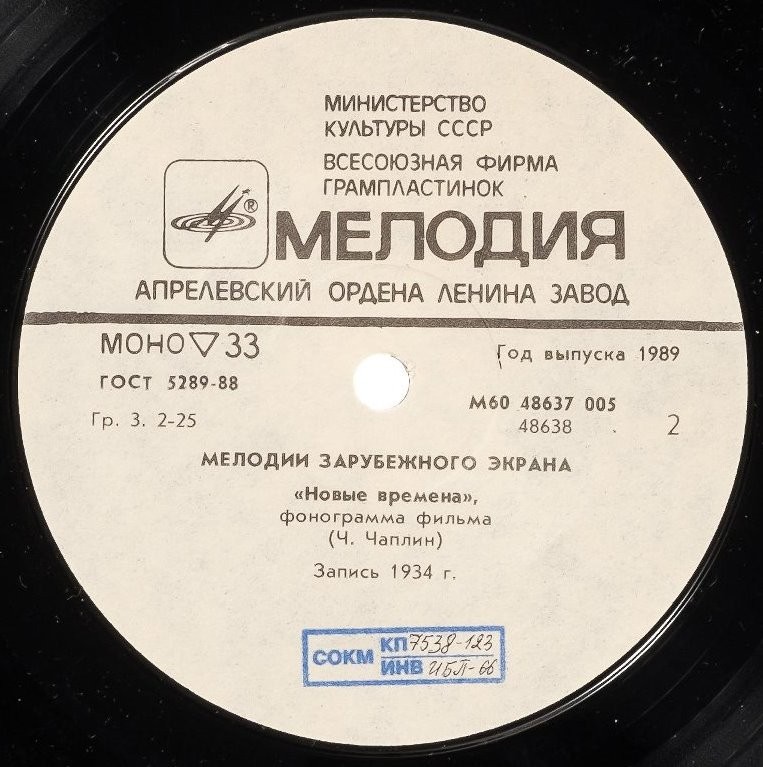 МИНИСТЕРСТВО
КУЛЬТУРЫ СССР
ВСЕСОЮЗНАЯ ФИРМА
ГРАМПЛАСТИНОК
®
МЕЛОДИЯ
АПРЕЛЕВСКИЙ ОРДЕНА ЛЕНИНА ЗАВОД
МОНО ▽ 33
Год выпуска 1989
ГОСТ 5289-88
М60 48637 005
Гр. 3. 2-25
48638 2
МЕЛОДИИ ЗАРУБЕЖНОГО ЭКРАНА
«Новые времена»,
фонограмма фильма
(Ч. Чаплин)
Запись 1934 г.
СОКМ КП 7538-123
ИНВ ИБП-66